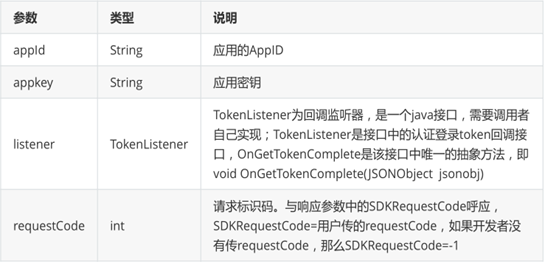 参数 类型 说明
appId String 应用的AppID
appkey String 应用密钥
TokenListener为回调监听器，是一个java接口，需要调用者
自己实现；TokenListener是接口中的认证登录token回调接
listener TokenListener
口，OnGetTokenComplete是该接口中唯一的抽象方法，即
void OnGetTokenComplete(JSONObject jsonobj)
请求标识码。与响应参数中的SDKRequestCode呼应，
requestCode int SDKRequestCode=用户传的requestCode，如果开发者没
有传requestCode，那么SDKRequestCode=-1